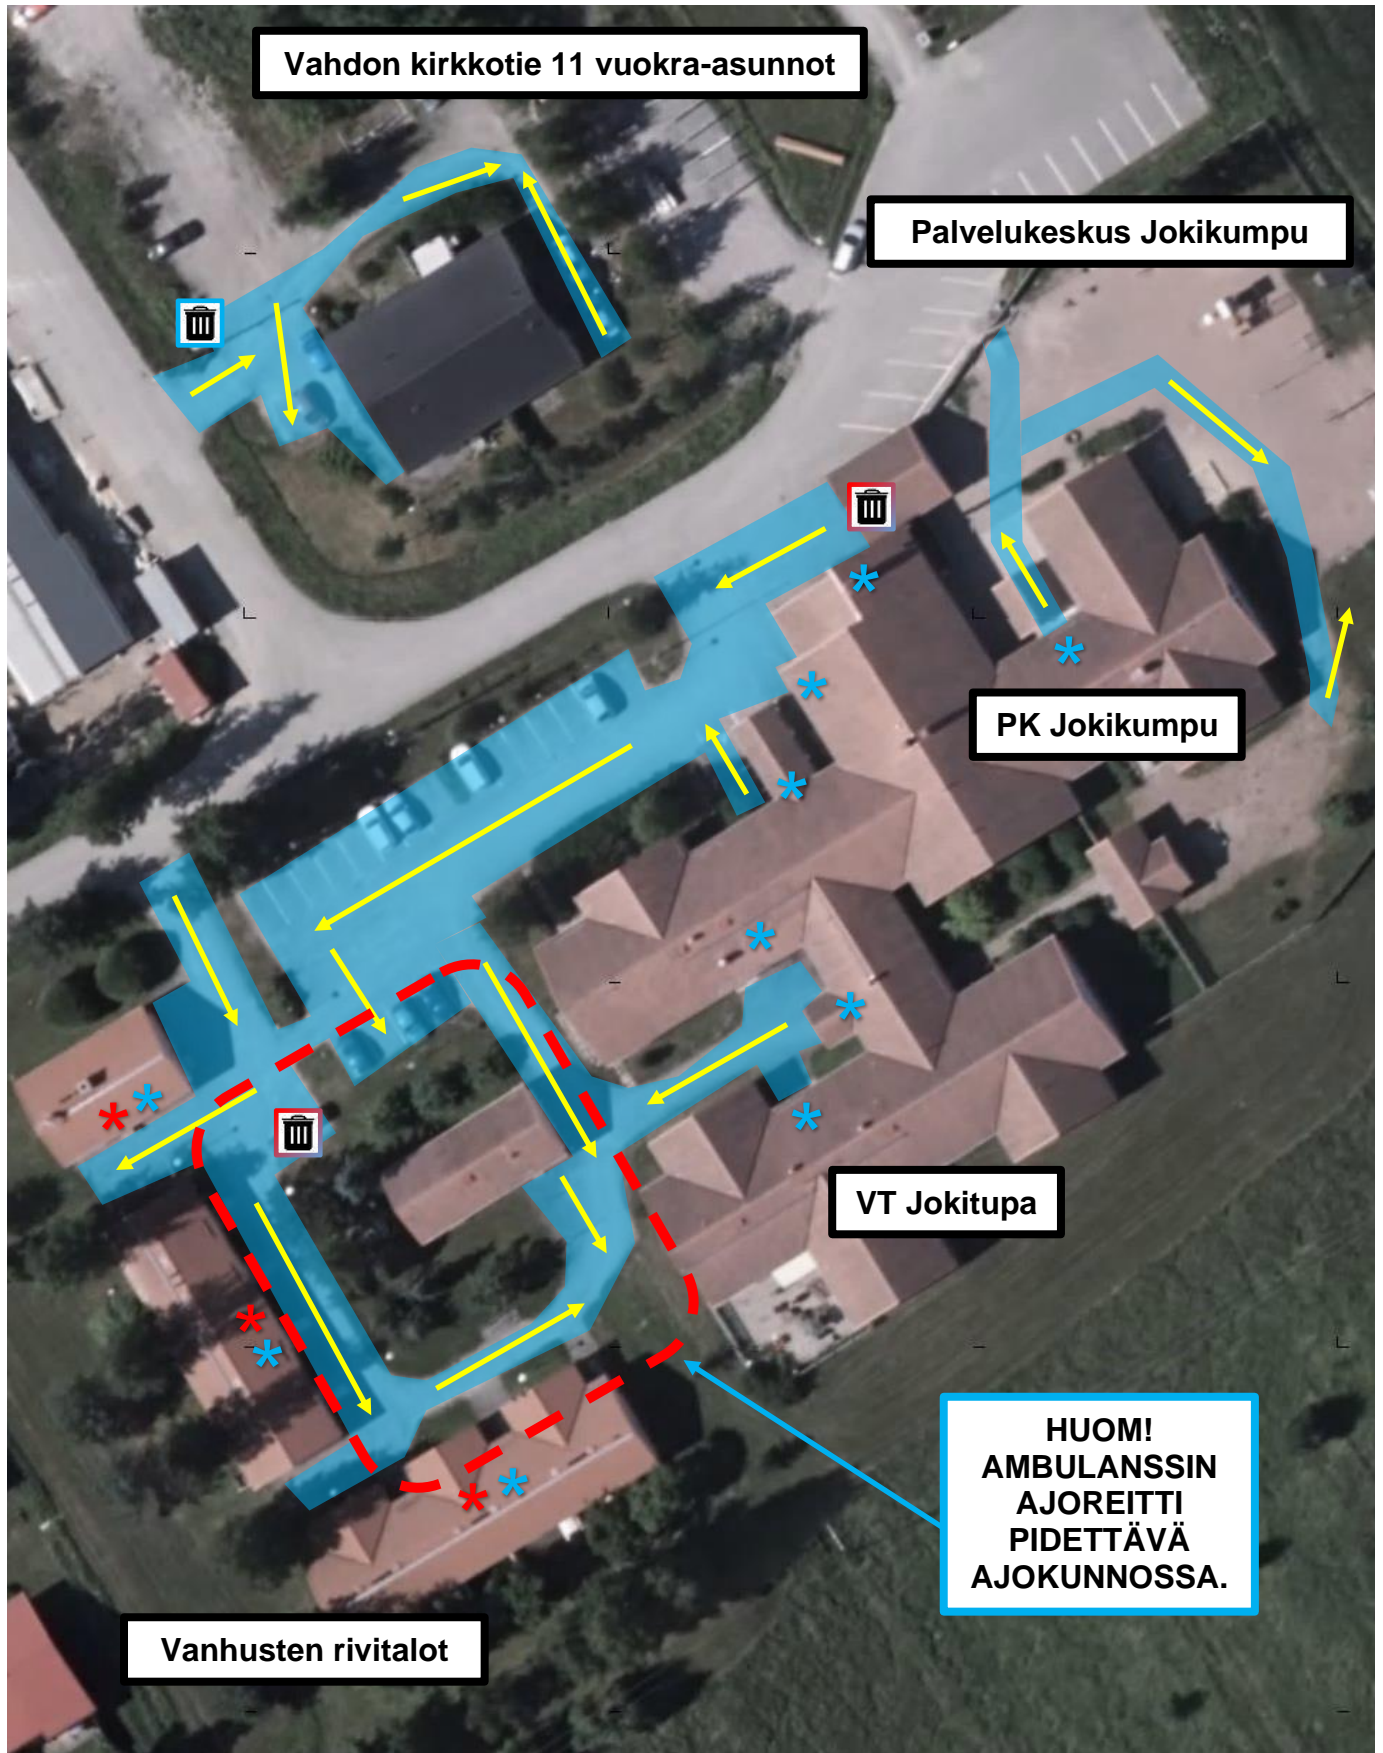 Vahdon kirkkotie 11 vuokra-asunnot
Palvelukeskus Jokikumpu
PK Jokikumpu
VT Jokitupa
HUOM!
AMBULANSSIN
AJOREITTI
PIDETTÄVÄ
AJOKUNNOSSA.
Vanhusten rivitalot